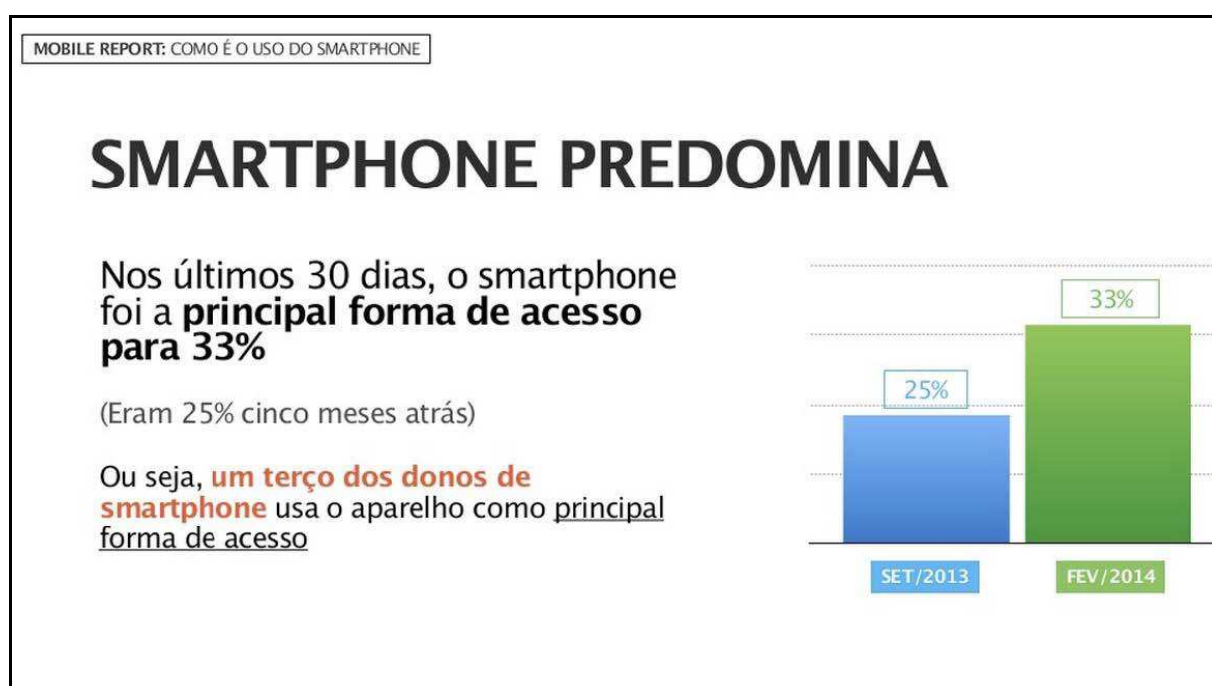 MOBILE REPORT: COMO É O USO DO SMARTPHONE
SMARTPHONE PREDOMINA
Nos últimos 30 dias, o smartphone
foi a principal forma de acesso
para 33%
(Eram 25% cinco meses atrás)
Ou seja, um terço dos donos de
smartphone usa o aparelho como principal
forma de acesso
33%
25%
SET/2013
FEV/2014